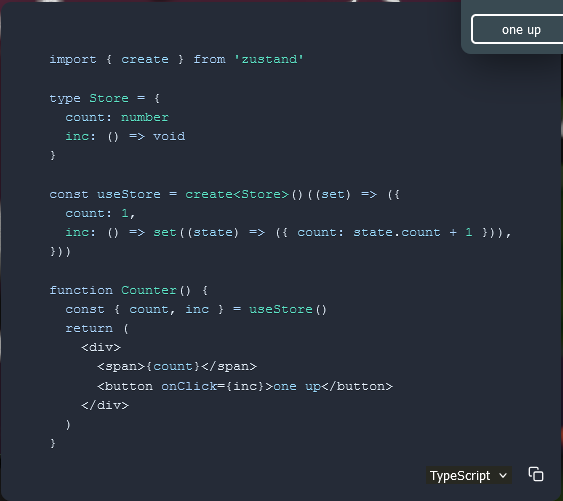 one up
import { create } from 'zustand'
type Store = {
count: number
inc: () => void
}
const useStore = create<Store>()((set) => ({
count: 1,
inc: () => set((state) => ({ count: state.count + 1 })),
}))
function Counter() {
const { count, inc } = useStore()
return (
<div>
<span>{count}</span>
<button onClick={inc}>one up</button>
</div>
)
}
TypeScript